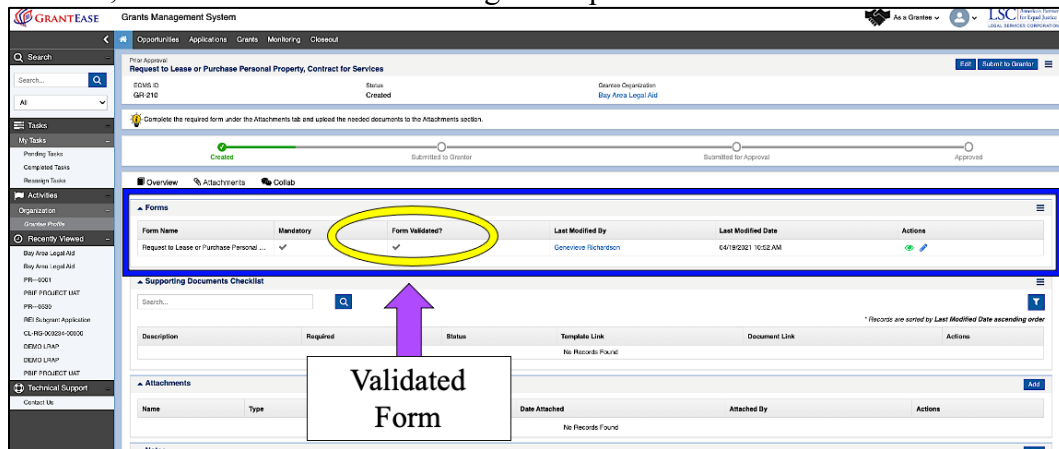 GRANTEASE
Grants Management System
As a Grantee
LSC America's Partner for Equal Justice
LEGAL SERVICES CORPORATION
Opportunities Applications Grants Monitoring Closeout
Search
Search...
All
Tasks
My Tasks
Pending Tasks
Completed Tasks
Reassign Tasks
Activities
Organization
Grantee Profile
Recently Viewed
Bay Area Legal Aid
Bay Area Legal Aid
PR—0001
PBIF PROJECT UAT
PR—0530
REI Subgrant Application
DEMO LRAP
DEMO LRAP
PBIF PROJECT UAT
Technical Support
Contact Us
Prior Approval
Request to Lease or Purchase Personal Property, Contract for Services
Edit Submit to Grantor
EGMS ID Status Grantee Organization
GR-210 Created Bay Area Legal Aid
Complete the required form under the Attachments tab and upload the needed documents to the Attachments section.
Created Submitted to Grantor Submitted for Approval Approved
Overview Attachments Collab
Forms
Form Name Mandatory Form Validated? Last Modified By Last Modified Date Actions
Request to Lease or Purchase Personal ... Genevieve Richardson 04/19/2021 10:52 AM
Supporting Documents Checklist
Search...
* Records are sorted by Last Modified Date ascending order
Description Required Status Template Link Document Link Actions
No Records Found
Attachments
Add
Name Type Date Attached Attached By Actions
No Records Found
Validated
Form